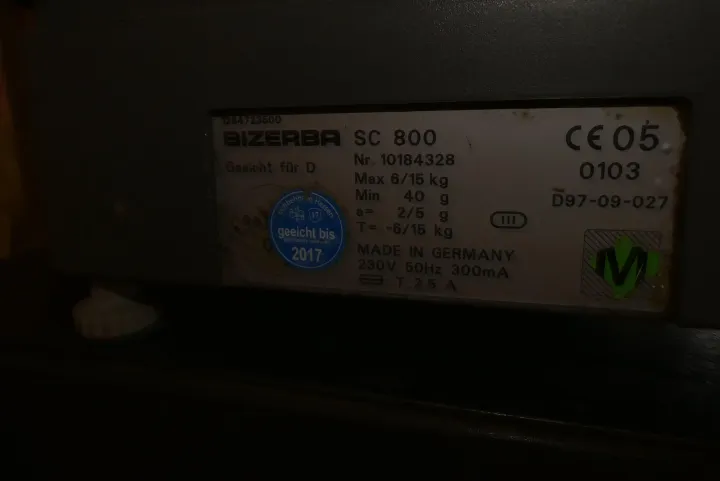 BIZERBA SC 800
Geeicht für D
Nr. 10184328
Max 6/15 kg
Min 40 g
e= 2/5 g
T= -6/15 kg
MADE IN GERMANY
230V 50Hz 300mA
T 2.5 A
geeicht bis
2017
III
CE 05
0103
D97-09-027
M